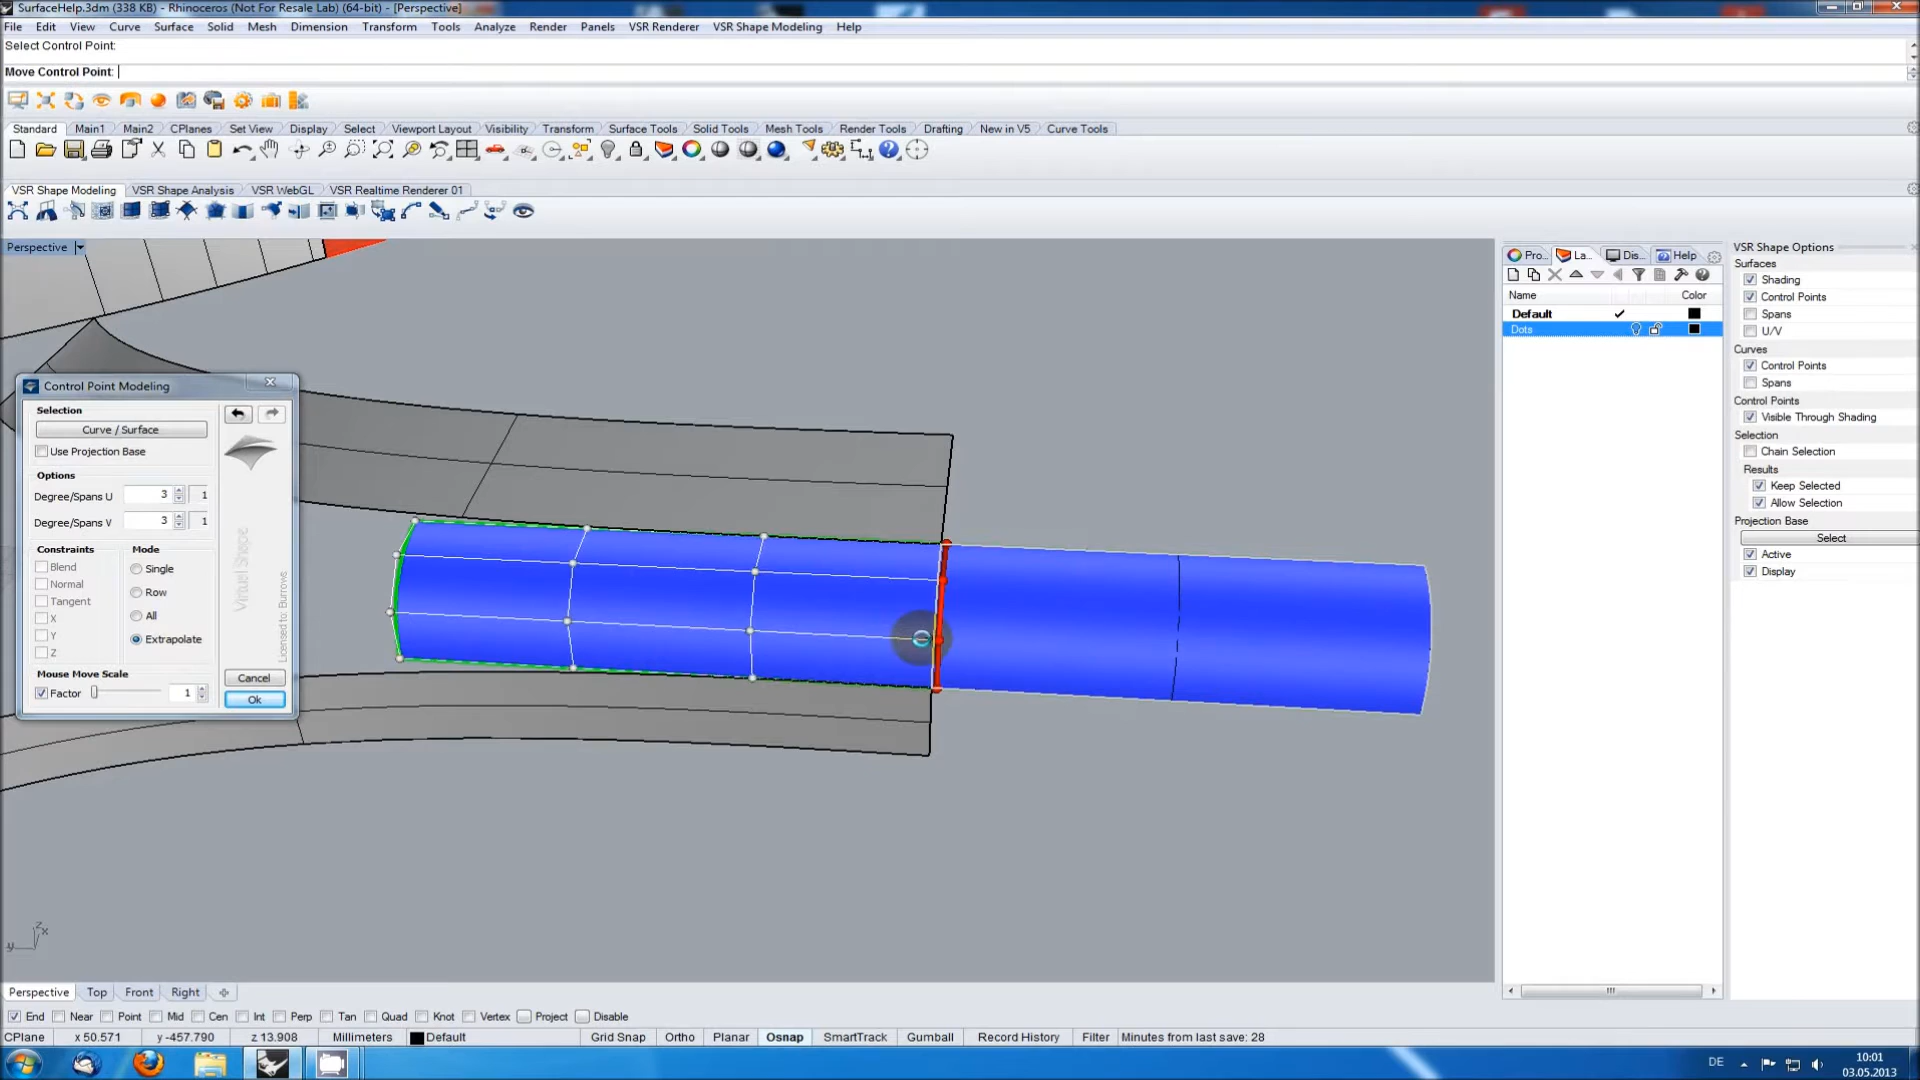 SurfaceHelp.3dm (338 KB) - Rhinoceros (Not For Resale Lab) (64-bit) - [Perspective]
File Edit View Curve Surface Solid Mesh Dimension Transform Tools Analyze Render Panels VSR Renderer VSR Shape Modeling Help
Select Control Point:
Move Control Point:
Standard Main1 Main2 CPlanes Set View Display Select Viewport Layout Visibility Transform Surface Tools Solid Tools Mesh Tools Render Tools Drafting New in V5 Curve Tools
VSR Shape Modeling VSR Shape Analysis VSR WebGL VSR Realtime Renderer 01
Perspective
Control Point Modeling
Selection
Curve / Surface
Use Projection Base
Options
Degree/Spans U 3 1
Degree/Spans V 3 1
Constraints Mode
Blend Single
Normal Row
Tangent All
X Extrapolate
Y
Z
Mouse Move Scale
Factor 1
Cancel
Ok
Virtual Shape
Licensed to: Burrows
Pro... La... Dis... Help
Name Color
Default
Dots
VSR Shape Options
Surfaces
Shading
Control Points
Spans
U/V
Curves
Control Points
Spans
Control Points
Visible Through Shading
Selection
Chain Selection
Results
Keep Selected
Allow Selection
Projection Base
Select
Active
Display
z x
y
Perspective Top Front Right
End Near Point Mid Cen Int Perp Tan Quad Knot Vertex Project Disable
CPlane x 50.571 y -457.790 z 13.908 Millimeters Default Grid Snap Ortho Planar Osnap SmartTrack Gumball Record History Filter Minutes from last save: 28
DE 10:01
03.05.2013